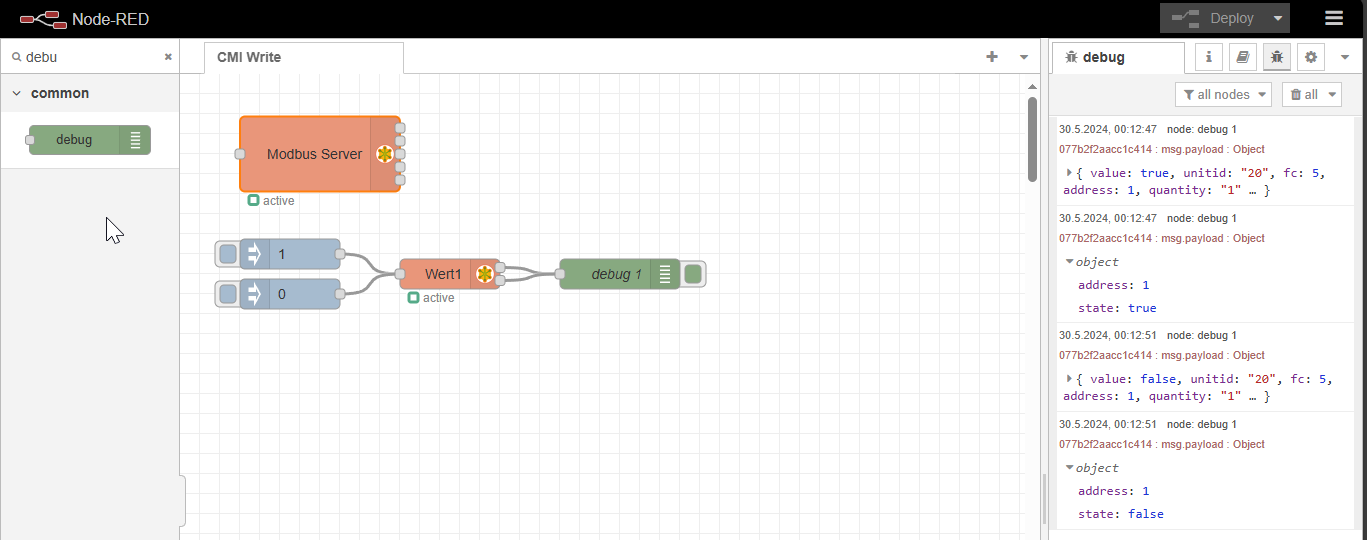 Node-RED
Deploy
debu
common
debug
CMI Write
Modbus Server
active
1
0
Wert1
active
debug 1
debug
i
all nodes
all
30.5.2024, 00:12:47 node: debug 1
077b2f2aacc1c414 : msg.payload : Object
{ value: true, unitid: "20", fc: 5,
address: 1, quantity: "1" … }
30.5.2024, 00:12:47 node: debug 1
077b2f2aacc1c414 : msg.payload : Object
object
address: 1
state: true
30.5.2024, 00:12:51 node: debug 1
077b2f2aacc1c414 : msg.payload : Object
{ value: false, unitid: "20", fc: 5,
address: 1, quantity: "1" … }
30.5.2024, 00:12:51 node: debug 1
077b2f2aacc1c414 : msg.payload : Object
object
address: 1
state: false